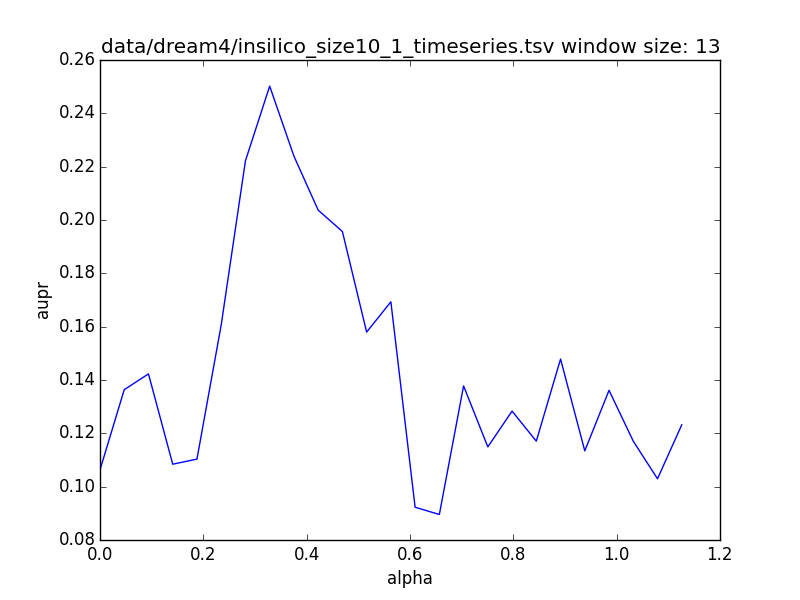 data/dream4/insilico_size10_1_timeseries.tsv window size: 13
0.26
0.24
0.22
0.20
0.18
0.16
0.14
0.12
0.10
0.08
aupr
0.0 0.2 0.4 0.6 0.8 1.0 1.2
alpha